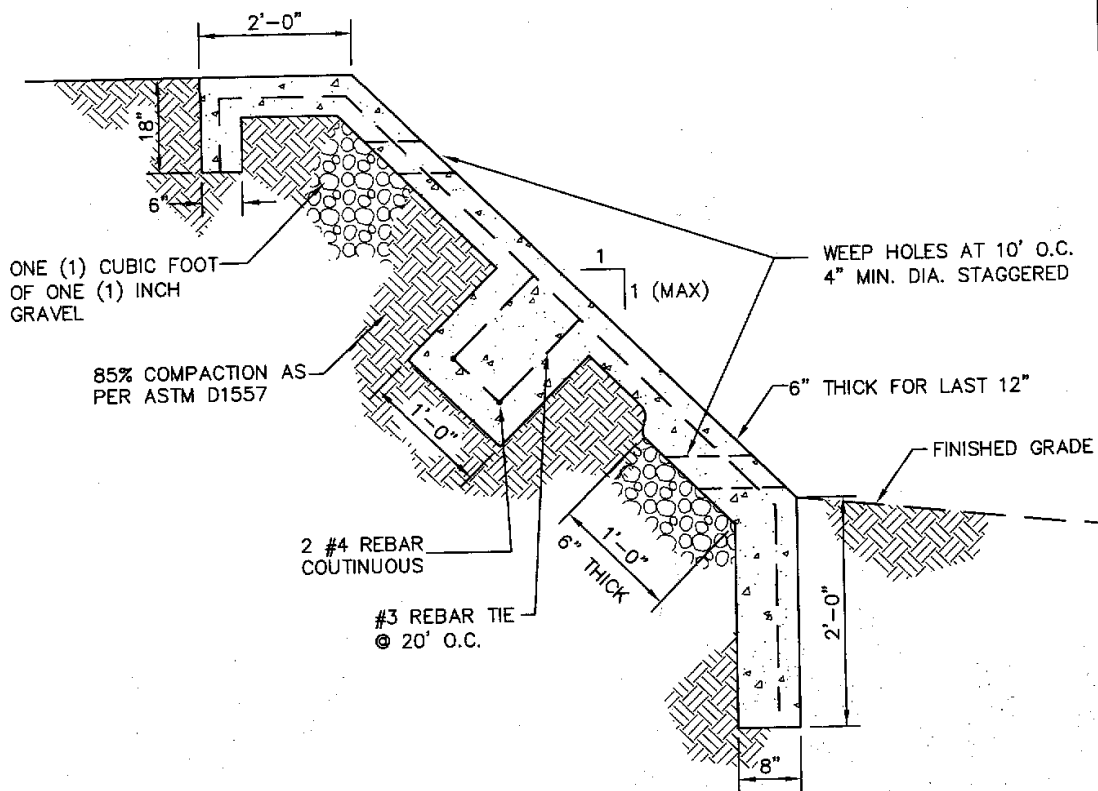 2'-0"
18"
6"
ONE (1) CUBIC FOOT
OF ONE (1) INCH
GRAVEL
1
1 (MAX)
WEEP HOLES AT 10' O.C.
4" MIN. DIA. STAGGERED
85% COMPACTION AS
PER ASTM D1557
1'-0"
6" THICK FOR LAST 12"
FINISHED GRADE
2 #4 REBAR
COUTINUOUS
1'-0"
6" THICK
#3 REBAR TIE
@ 20' O.C.
2'-0"
8"